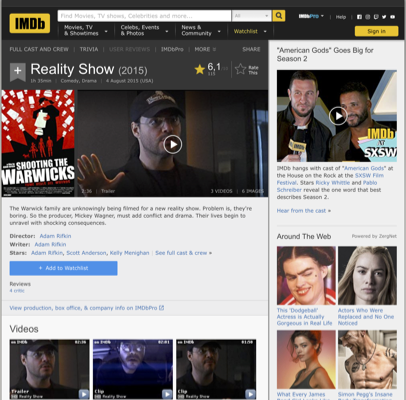 IMDb
Find Movies, TV shows, Celebrities and more...
All
IMDbPro
Help
Movies, TV
& Showtimes
Celebs, Events
& Photos
News &
Community
Watchlist
Sign in
FULL CAST AND CREW
TRIVIA
USER REVIEWS
IMDbPro
MORE
SHARE
+ Reality Show (2015)
1h 35min | Comedy, Drama | 4 August 2015 (USA)
6,1
Rate
This
SHOOTING THE
WARWICKS
Trailer
3 VIDEOS
6 IMAGES
The Warwick family are unknowingly being filmed for a new reality show. Problem is, they're
boring. So the producer, Mickey Wagner, must add conflict and drama. Their lives begin to
unravel with shocking consequences.
Director: Adam Rifkin
Writer: Adam Rifkin
Stars: Adam Rifkin, Scott Anderson, Kelly Menighan | See full cast & crew »
+ Add to Watchlist
Reviews
4 critic
View production, box office, & company info on IMDbPro
Videos
Trailer
Reality Show
Clip
Reality Show
Clip
Reality Show
"American Gods" Goes Big for
Season 2
IMDb
SXSW
IMDb hangs with cast of "American Gods" at
the House on the Rock at the SXSW Film
Festival. Stars Ricky Whittle and Pablo
Schreiber reveal the one word that best
describes Season 2.
Hear from the cast »
Around The Web
Powered by ZergNet
This 'Dodgeball'
Actress is Actually
Gorgeous in Real Life
Actors Who Were
Replaced and No One
Noticed
What Every James
Simon Pegg's Insane